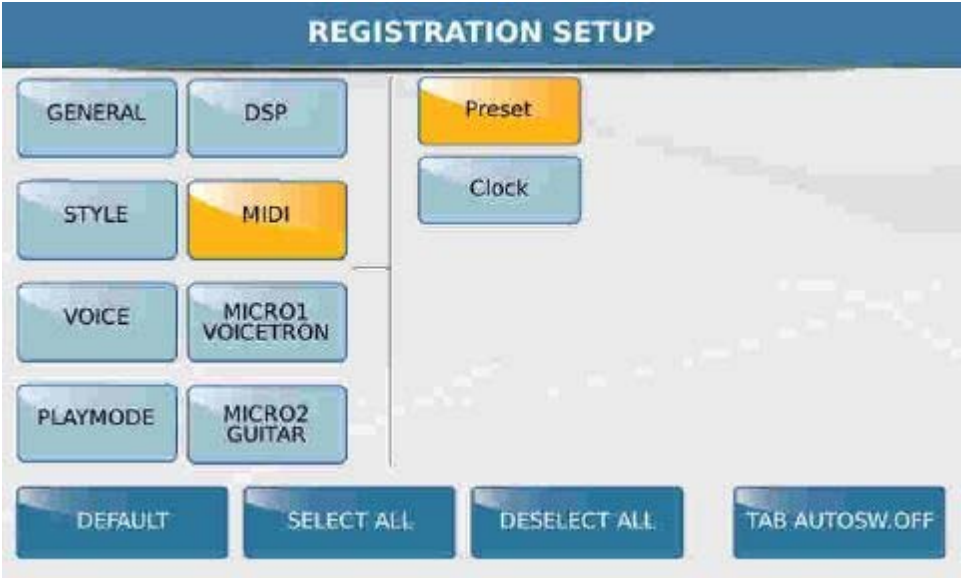 REGISTRATION SETUP
GENERAL
DSP
Preset
Clock
STYLE
MIDI
VOICE
MICRO1
VOICETRON
PLAYMODE
MICRO2
GUITAR
DEFAULT
SELECT ALL
DESELECT ALL
TAB AUTOSW.OFF